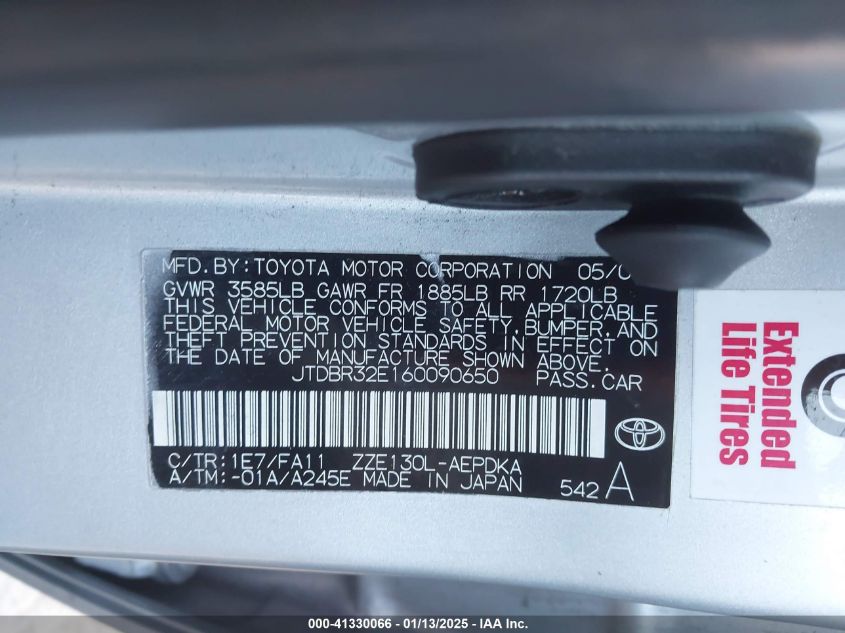 MFD. BY: TOYOTA MOTOR CORPORATION 05/0
GVWR 3585LB GAWR FR 1885LB RR 1720LB
THIS VEHICLE CONFORMS TO ALL APPLICABLE
FEDERAL MOTOR VEHICLE SAFETY, BUMPER, AND
THEFT PREVENTION STANDARDS IN EFFECT ON
THE DATE OF MANUFACTURE SHOWN ABOVE.
JTDBR32E160090650 PASS. CAR
C/TR: 1E7/FA11 ZZE130L-AEPDKA
A/TM: -01A/A245E MADE IN JAPAN
542 A
Extended
Life Tires
000-41330066 - 01/13/2025 - IAA Inc.